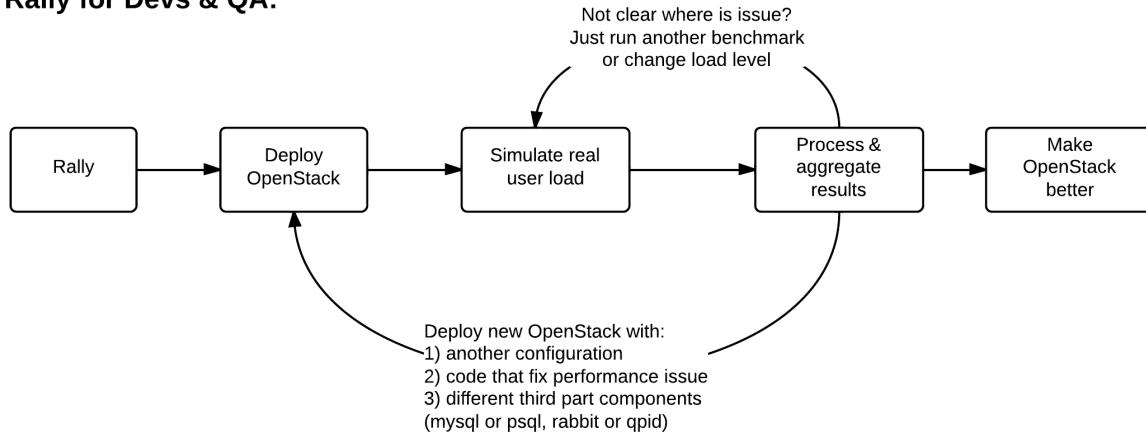 Rally for Devs & QA:
Not clear where is issue?
Just run another benchmark
or change load level
Rally
Deploy
OpenStack
Simulate real
user load
Process &
aggregate
results
Make
OpenStack
better
Deploy new OpenStack with:
1) another configuration
2) code that fix performance issue
3) different third part components
(mysql or psql, rabbit or qpid)